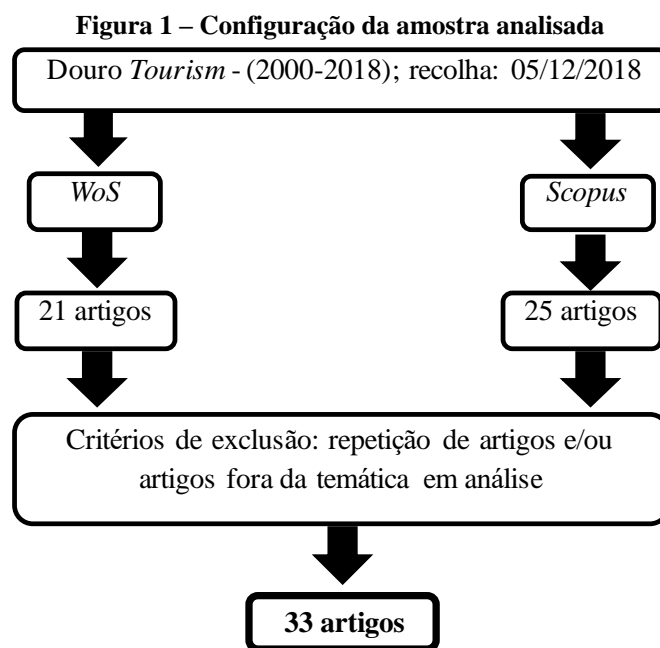 Figura 1 – Configuração da amostra analisada
Douro Tourism - (2000-2018); recolha: 05/12/2018
WoS
Scopus
21 artigos
25 artigos
Critérios de exclusão: repetição de artigos e/ou
artigos fora da temática em análise
33 artigos